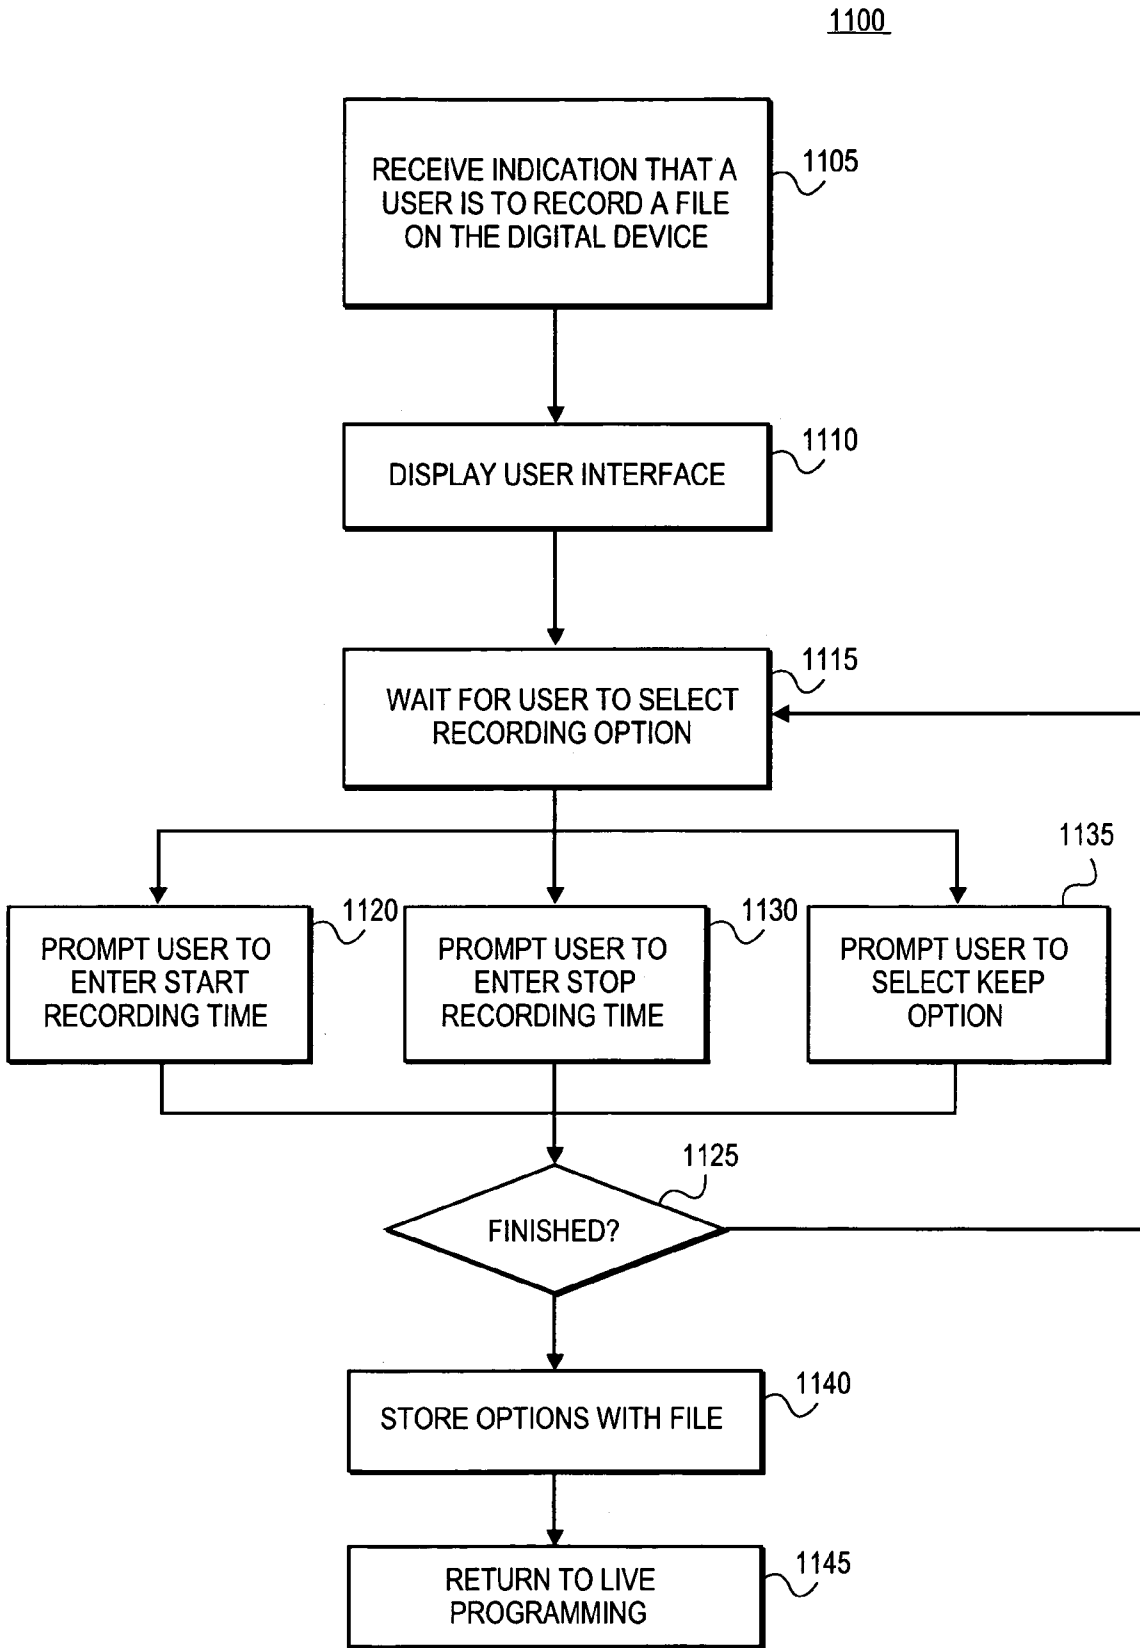 1100
RECEIVE INDICATION THAT A
USER IS TO RECORD A FILE
ON THE DIGITAL DEVICE
1105
DISPLAY USER INTERFACE
1110
WAIT FOR USER TO SELECT
RECORDING OPTION
1115
PROMPT USER TO
ENTER START
RECORDING TIME
1120
PROMPT USER TO
ENTER STOP
RECORDING TIME
1130
PROMPT USER TO
SELECT KEEP
OPTION
1135
FINISHED?
1125
STORE OPTIONS WITH FILE
1140
RETURN TO LIVE
PROGRAMMING
1145